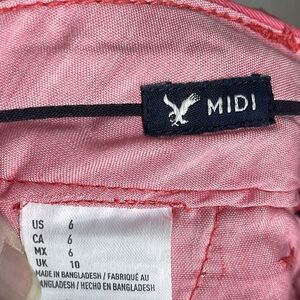 MIDI
US 6
CA 6
MX 6
UK 10
MADE IN BANGLADESH / FABRIQUÉ AU
BANGLADESH / HECHO EN BANGLADESH